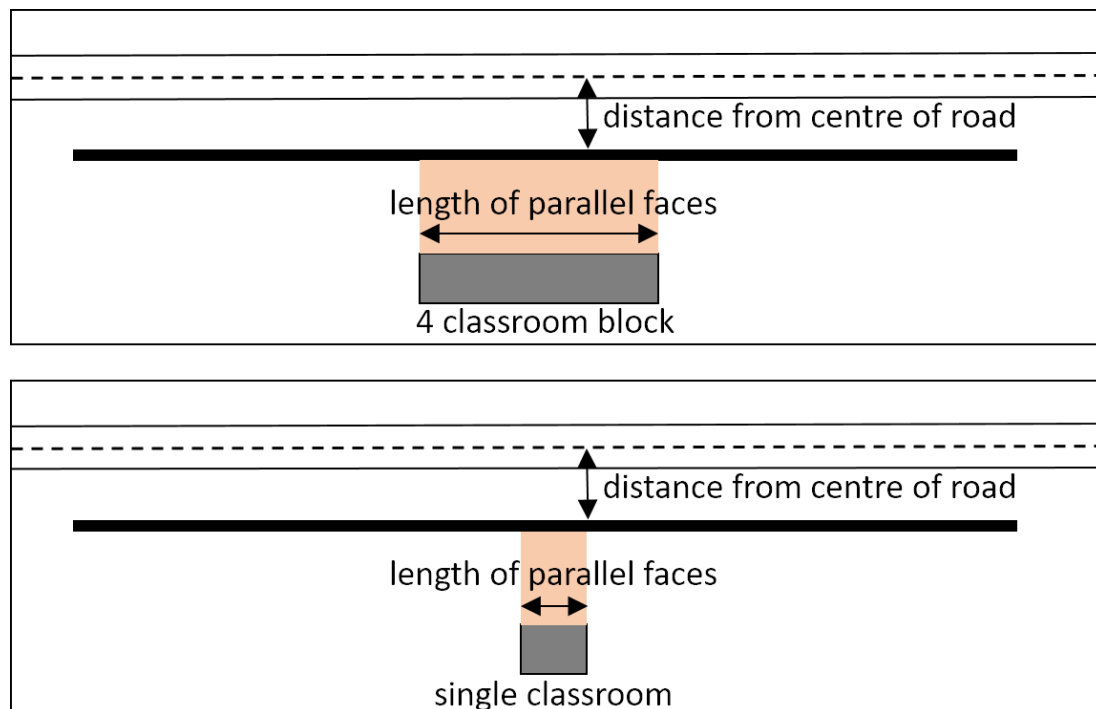 distance from centre of road
length of parallel faces
4 classroom block
distance from centre of road
length of parallel faces
single classroom